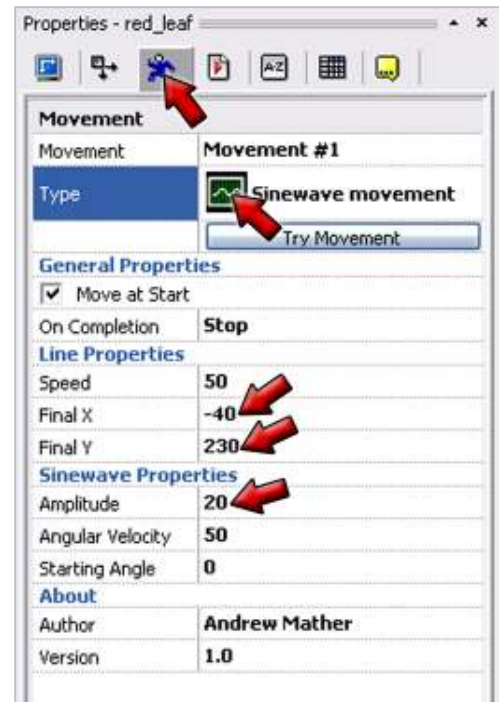 Properties - red_leaf
A-Z
Movement
Movement Movement #1
Type Sinewave movement
Try Movement
General Properties
Move at Start
On Completion Stop
Line Properties
Speed 50
Final X -40
Final Y 230
Sinewave Properties
Amplitude 20
Angular Velocity 50
Starting Angle 0
About
Author Andrew Mather
Version 1.0